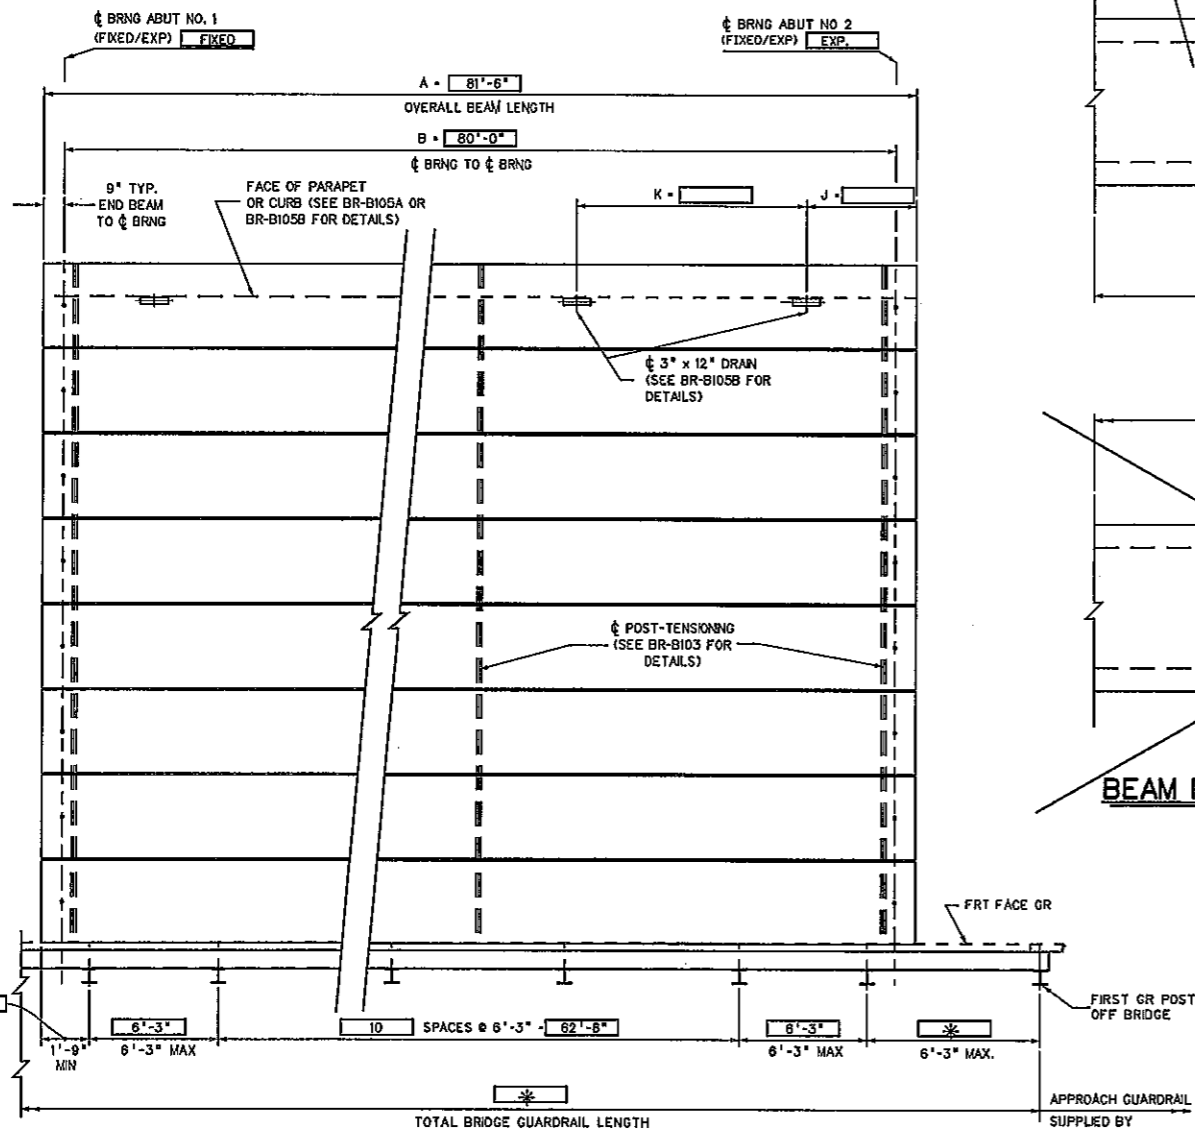 ₵ BRNG ABUT NO. 1
(FIXED/EXP) FIXED
₵ BRNG ABUT NO 2
(FIXED/EXP) EXP.
A - 81'-6"
OVERALL BEAM LENGTH
B - 80'-0"
₵ BRNG TO ₵ BRNG
9" TYP.
END BEAM
TO ₵ BRNG
FACE OF PARAPET
OR CURB (SEE BR-B105A OR
BR-B105B FOR DETAILS)
K -
J -
₵ 3" x 12" DRAIN
(SEE BR-B105B FOR
DETAILS)
₵ POST-TENSIONING
(SEE BR-B103 FOR
DETAILS)
BEAM
FRT FACE GR
FIRST GR POST
OFF BRIDGE
1'-9"
MIN
6'-3"
6'-3" MAX
10 SPACES @ 6'-3" - 62'-6"
6'-3"
6'-3" MAX
*
6'-3" MAX.
*
TOTAL BRIDGE GUARDRAIL LENGTH
APPROACH GUARDRAIL
SUPPLIED BY